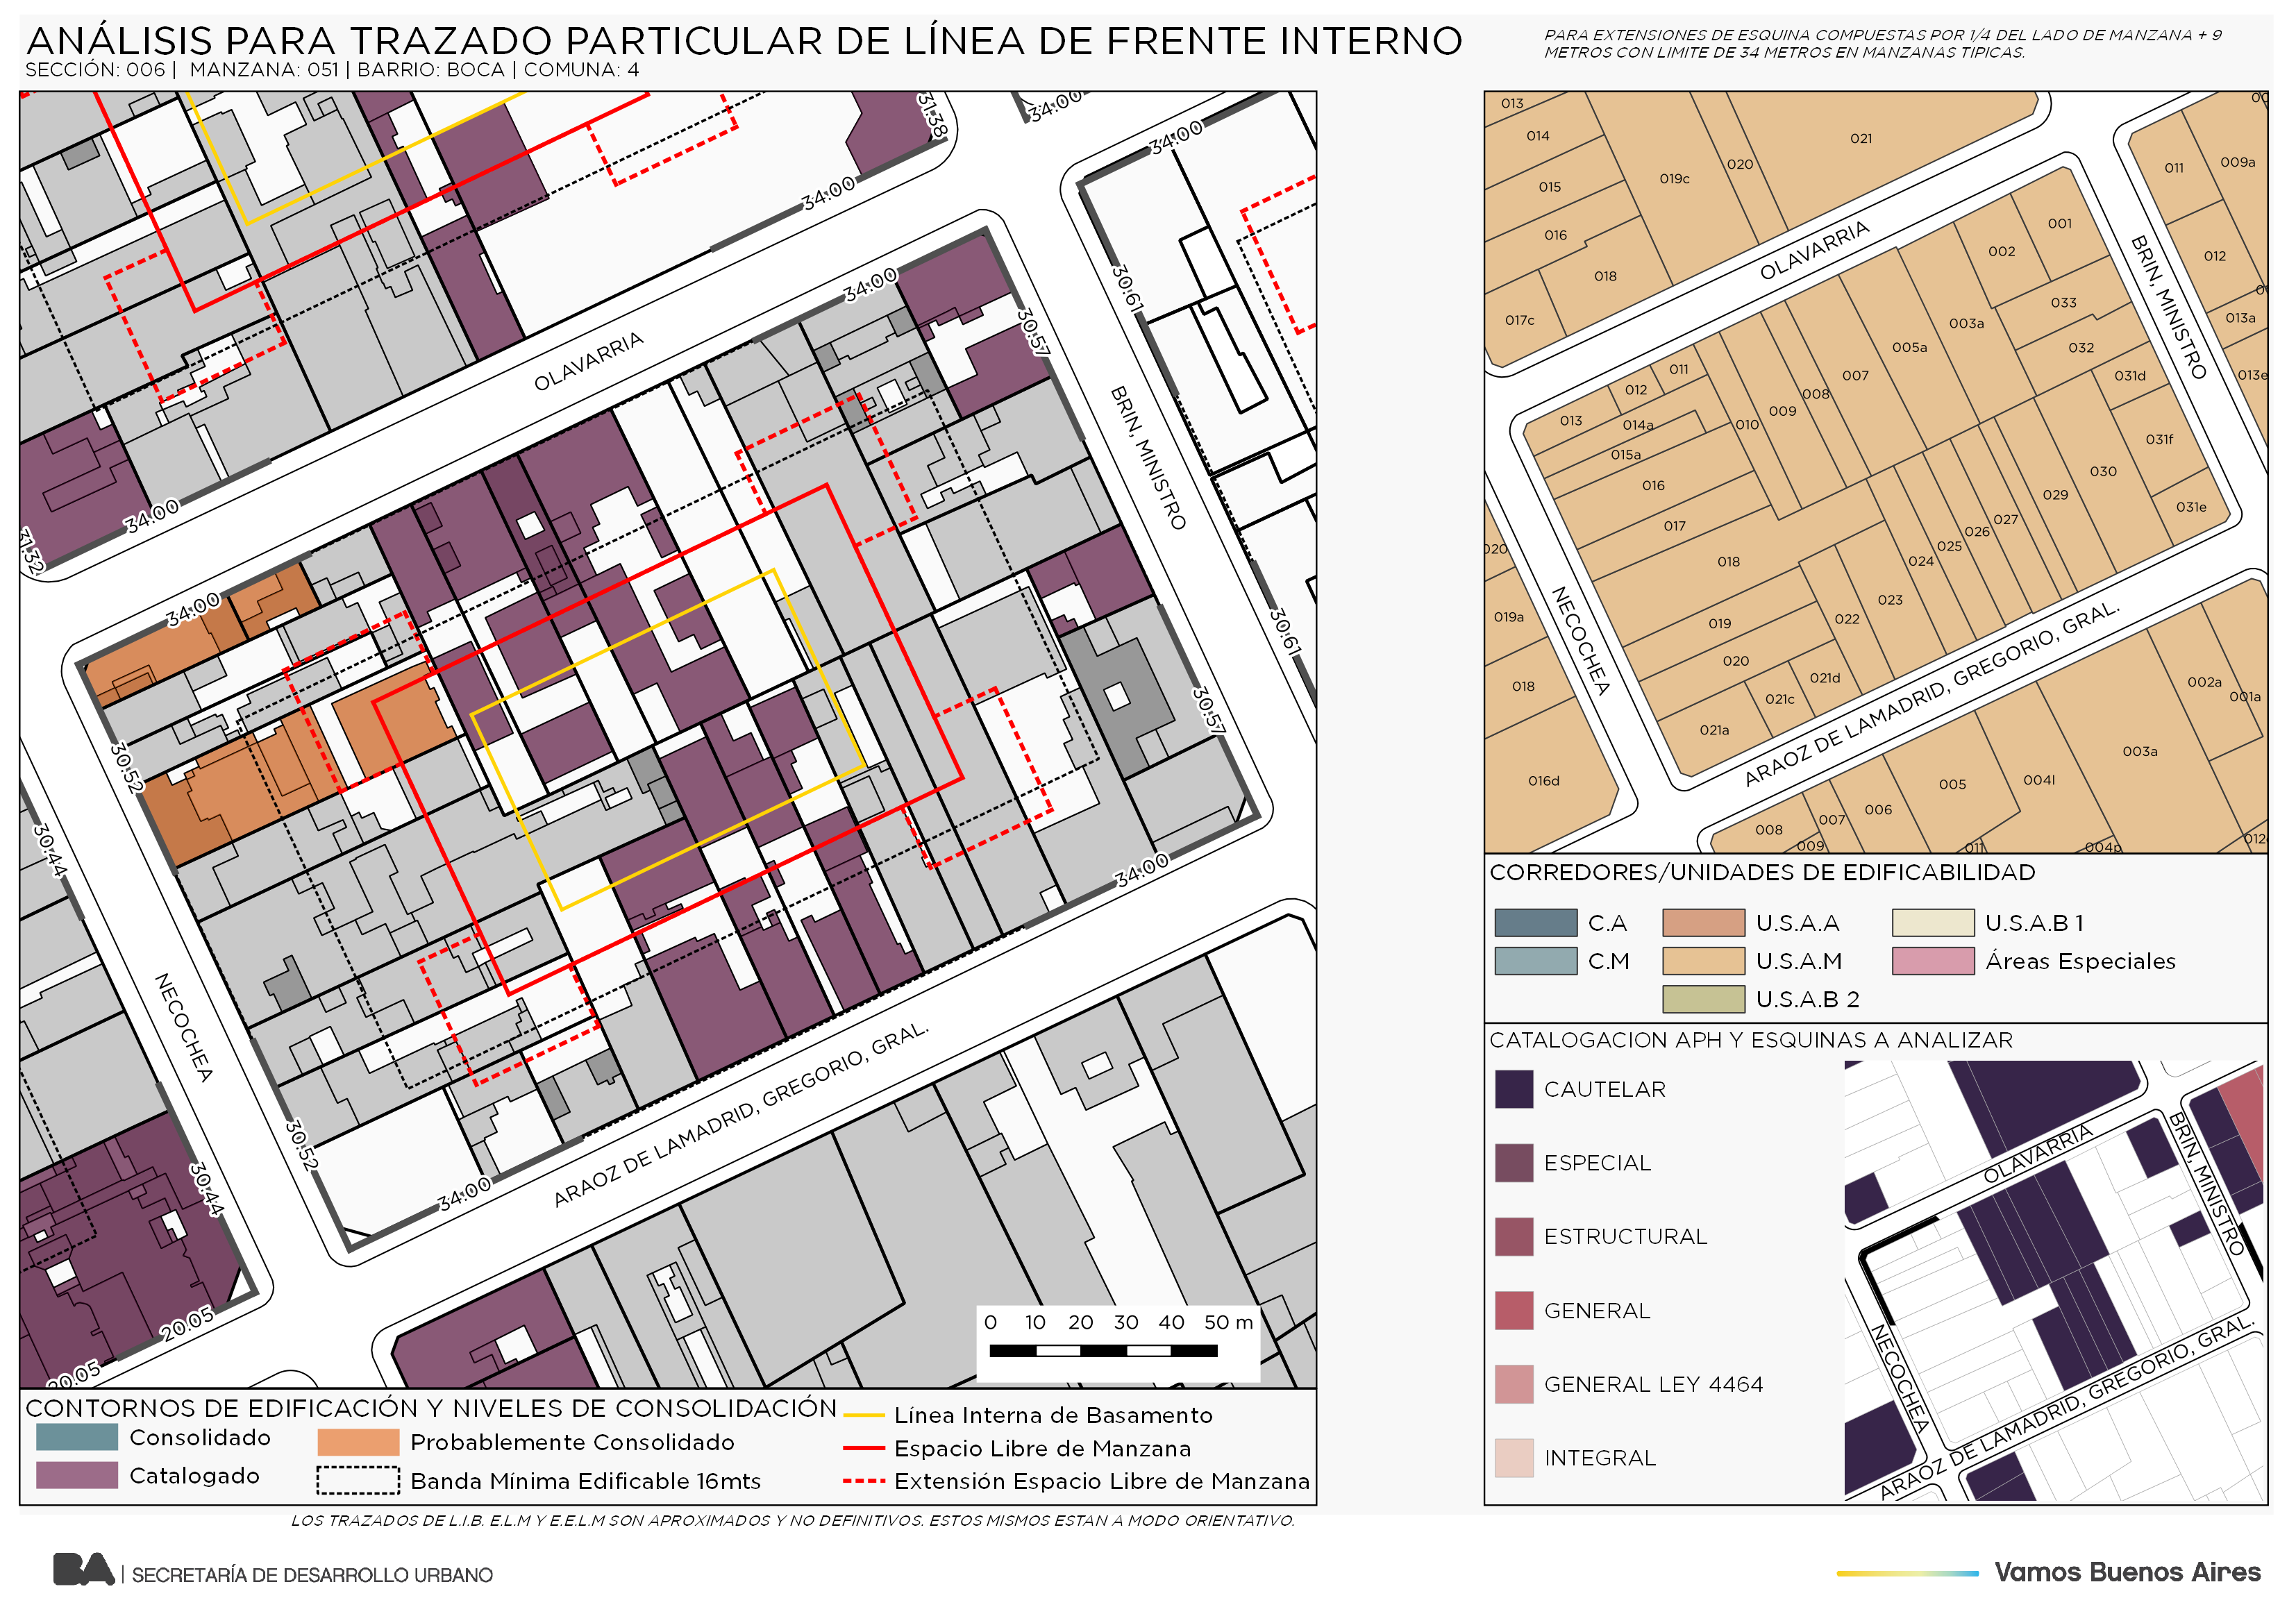 ANÁLISIS PARA TRAZADO PARTICULAR DE LÍNEA DE FRENTE INTERNO
SECCIÓN: 006 | MANZANA: 051 | BARRIO: BOCA | COMUNA: 4
PARA EXTENSIONES DE ESQUINA COMPUESTAS POR 1/4 DEL LADO DE MANZANA + 9
METROS CON LIMITE DE 34 METROS EN MANZANAS TIPICAS.
31.38
34.00
34.00
34.00
34.00
30.61
30.57
OLAVARRIA
BRIN, MINISTRO
34.00
31.32
34.00
30.61
30.57
30.52
30.44
34.00
NECOCHEA
30.52
30.44
34.00
ARAOZ DE LAMADRID, GREGORIO, GRAL.
20.05
20.05
0 10 20 30 40 50 m
CONTORNOS DE EDIFICACIÓN Y NIVELES DE CONSOLIDACIÓN
Consolidado
Catalogado
Probablemente Consolidado
Banda Mínima Edificable 16mts
Línea Interna de Basamento
Espacio Libre de Manzana
Extensión Espacio Libre de Manzana
LOS TRAZADOS DE L.I.B. E.L.M Y E.E.L.M SON APROXIMADOS Y NO DEFINITIVOS. ESTOS MISMOS ESTAN A MODO ORIENTATIVO.
013
014
015
016
017c
018
019c
020
021
011
009a
012
013a
013e
OLAVARRIA
BRIN, MINISTRO
001
002
033
003a
032
005a
031d
007
008
009
010
011
012
013
014a
015a
016
017
018
019
020
021a
021c
021d
022
023
024
025
026
027
029
030
031f
031e
NECOCHEA
ARAOZ DE LAMADRID, GREGORIO, GRAL.
020
019a
018
016d
008
009
007
006
005
011
004l
004p
003a
002a
001a
CORREDORES/UNIDADES DE EDIFICABILIDAD
C.A
C.M
U.S.A.A
U.S.A.M
U.S.A.B 2
U.S.A.B 1
Áreas Especiales
CATALOGACION APH Y ESQUINAS A ANALIZAR
CAUTELAR
ESPECIAL
ESTRUCTURAL
GENERAL
GENERAL LEY 4464
INTEGRAL
OLAVARRIA
BRIN, MINISTRO
NECOCHEA
ARAOZ DE LAMADRID, GREGORIO, GRAL.
BA | SECRETARÍA DE DESARROLLO URBANO
Vamos Buenos Aires